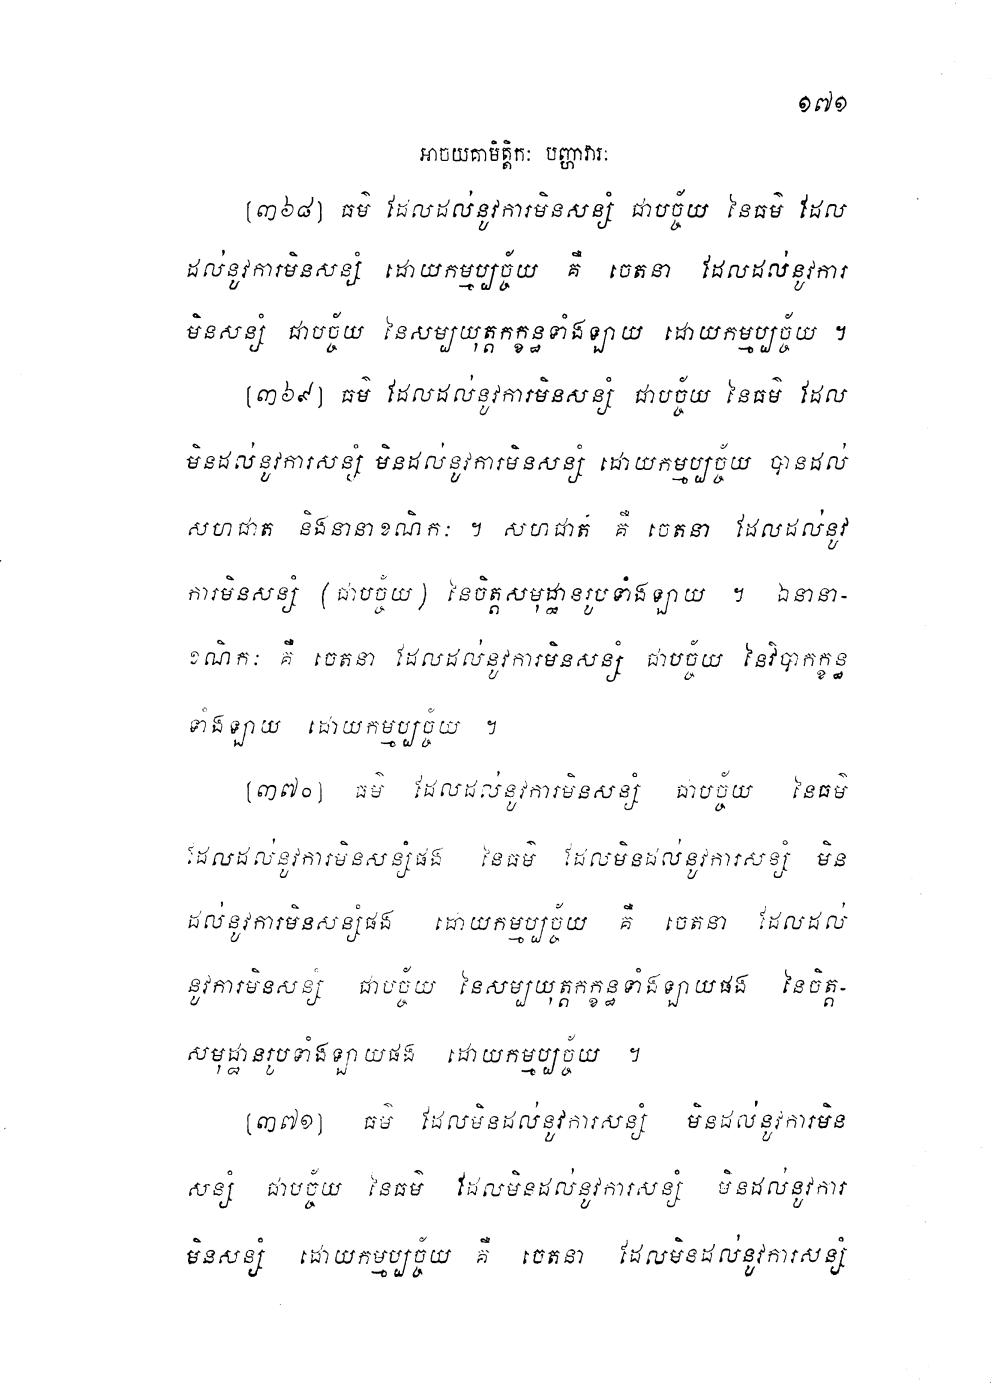 ១៧១
អាចយគាមិត្តិកៈ បញ្ហាវារៈ
[៣៦៨] ធម៌ ដែលដល់នូវការមិនសន្សំ ជាបច្ច័យ នៃធម៌ ដែល
ដល់នូវការមិនសន្សំ ដោយកម្មប្បច្ច័យ គឺ ចេតនា ដែលដល់នូវការ
មិនសន្សំ ជាបច្ច័យ នៃសម្បយុត្តកក្ខន្ធទាំងឡាយ ដោយកម្មប្បច្ច័យ ។
[៣៦៩] ធម៌ ដែលដល់នូវការមិនសន្សំ ជាបច្ច័យ នៃធម៌ ដែល
មិនដល់នូវការសន្សំ មិនដល់នូវការមិនសន្សំ ដោយកម្មប្បច្ច័យ បានដល់
សហជាត និងនានាខណិកៈ ។ សហជាត គឺ ចេតនា ដែលដល់នូវ
ការមិនសន្សំ (ជាបច្ច័យ) នៃចិត្តសមុដ្ឋានរូបទាំងឡាយ ។ ឯនានា-
ខណិកៈ គឺ ចេតនា ដែលដល់នូវការមិនសន្សំ ជាបច្ច័យ នៃវិបាកក្ខន្ធ
ទាំងឡាយ ដោយកម្មប្បច្ច័យ ។
[៣៧០] ធម៌ ដែលដល់នូវការមិនសន្សំ ជាបច្ច័យ នៃធម៌
ដែលដល់នូវការមិនសន្សំផង នៃធម៌ ដែលមិនដល់នូវការសន្សំ មិន
ដល់នូវការមិនសន្សំផង ដោយកម្មប្បច្ច័យ គឺ ចេតនា ដែលដល់
នូវការមិនសន្សំ ជាបច្ច័យ នៃសម្បយុត្តកក្ខន្ធទាំងឡាយផង នៃចិត្ត-
សមុដ្ឋានរូបទាំងឡាយផង ដោយកម្មប្បច្ច័យ ។
[៣៧១] ធម៌ ដែលមិនដល់នូវការសន្សំ មិនដល់នូវការមិន
សន្សំ ជាបច្ច័យ នៃធម៌ ដែលមិនដល់នូវការសន្សំ មិនដល់នូវការ
មិនសន្សំ ដោយកម្មប្បច្ច័យ គឺ ចេតនា ដែលមិនដល់នូវការសន្សំ